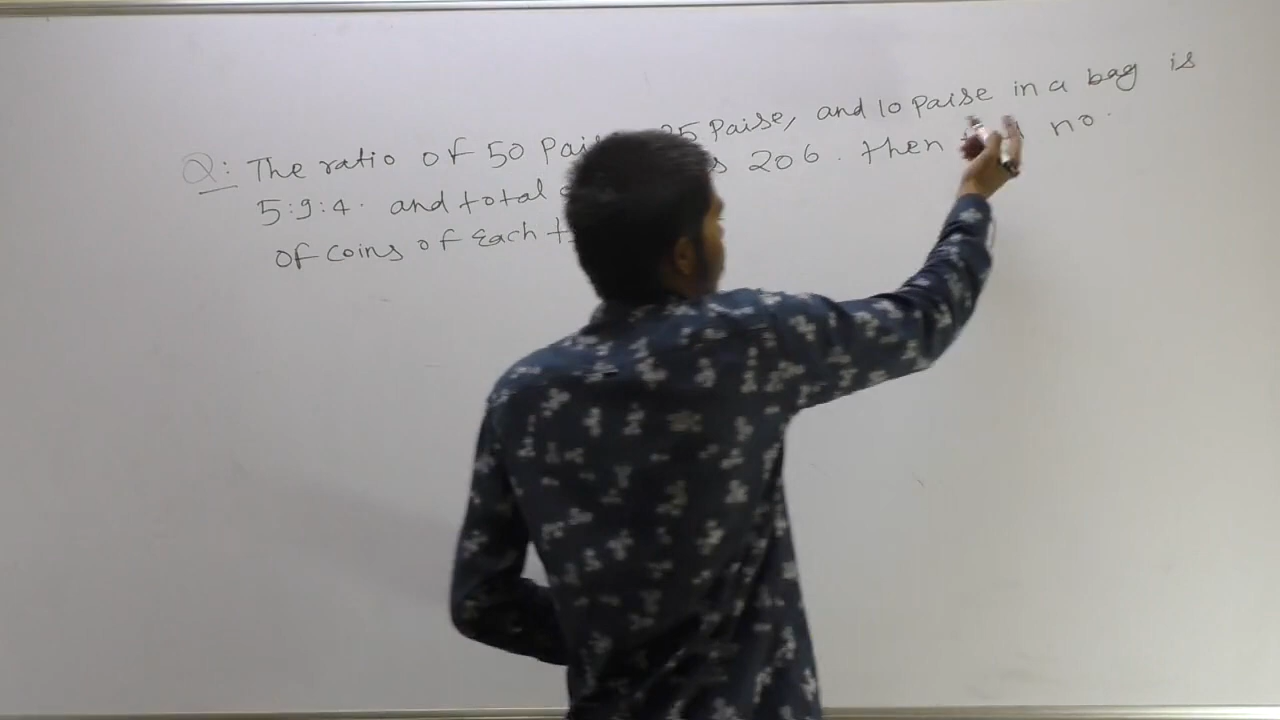 Q: The ratio of 50 Paise, 25 Paise, and 10 Paise in a bag is
5:9:4. and total 206. then no.
of coins of Each